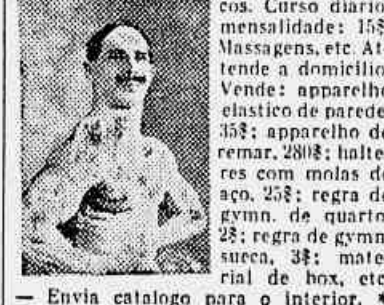 cos. Curso diario
mensalidade: 15$
Massagens, etc. At
tende a domicilio
Vende: apparelho
elastico de parede
35$; apparelho de
remar, 280$; halte
res com molas de
aço, 25$; regra de
gymn. de quarto
2$; regra de gymn
sueca, 3$; mate
rial de box, etc
— Envia catalogo para o interior. *